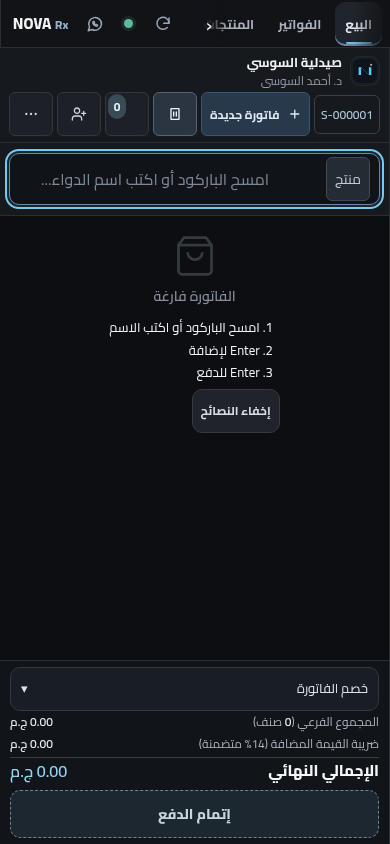 البيع الفواتير المنتجات NOVA Rx
صيدلية السوسي
د. أحمد السوسي
S-000001 + فاتورة جديدة 0 ...
منتج امسح الباركود أو اكتب اسم الدواء...
الفاتورة فارغة
1. امسح الباركود أو اكتب الاسم
2. Enter لإضافة
3. Enter للدفع
إخفاء النصائح
خصم الفاتورة
المجموع الفرعي (0 صنف) 0.00 ج.م
ضريبة القيمة المضافة (14% متضمنة) 0.00 ج.م
الإجمالي النهائي 0.00 ج.م
إتمام الدفع